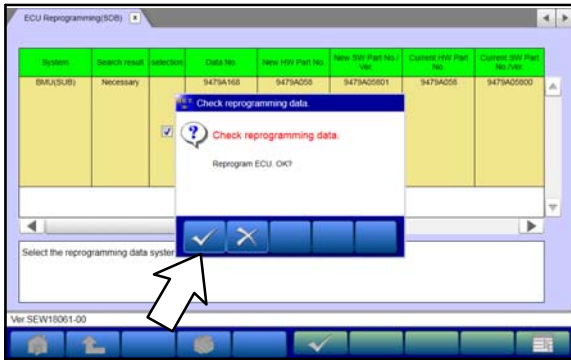 ECU Reprogramming(SDB) x
System Search result selection Data No. New HW Part No. New SW Part No./Ver. Current HW Part No. Current SW Part No./Ver.
BMU(SUB) Necessary 9479A168 9479A058 9479A05801 9479A058 9479A05800
Check reprogramming data.
Check reprogramming data.
Reprogram ECU. OK?
Select the reprogramming data system
Ver.SEW18061-00